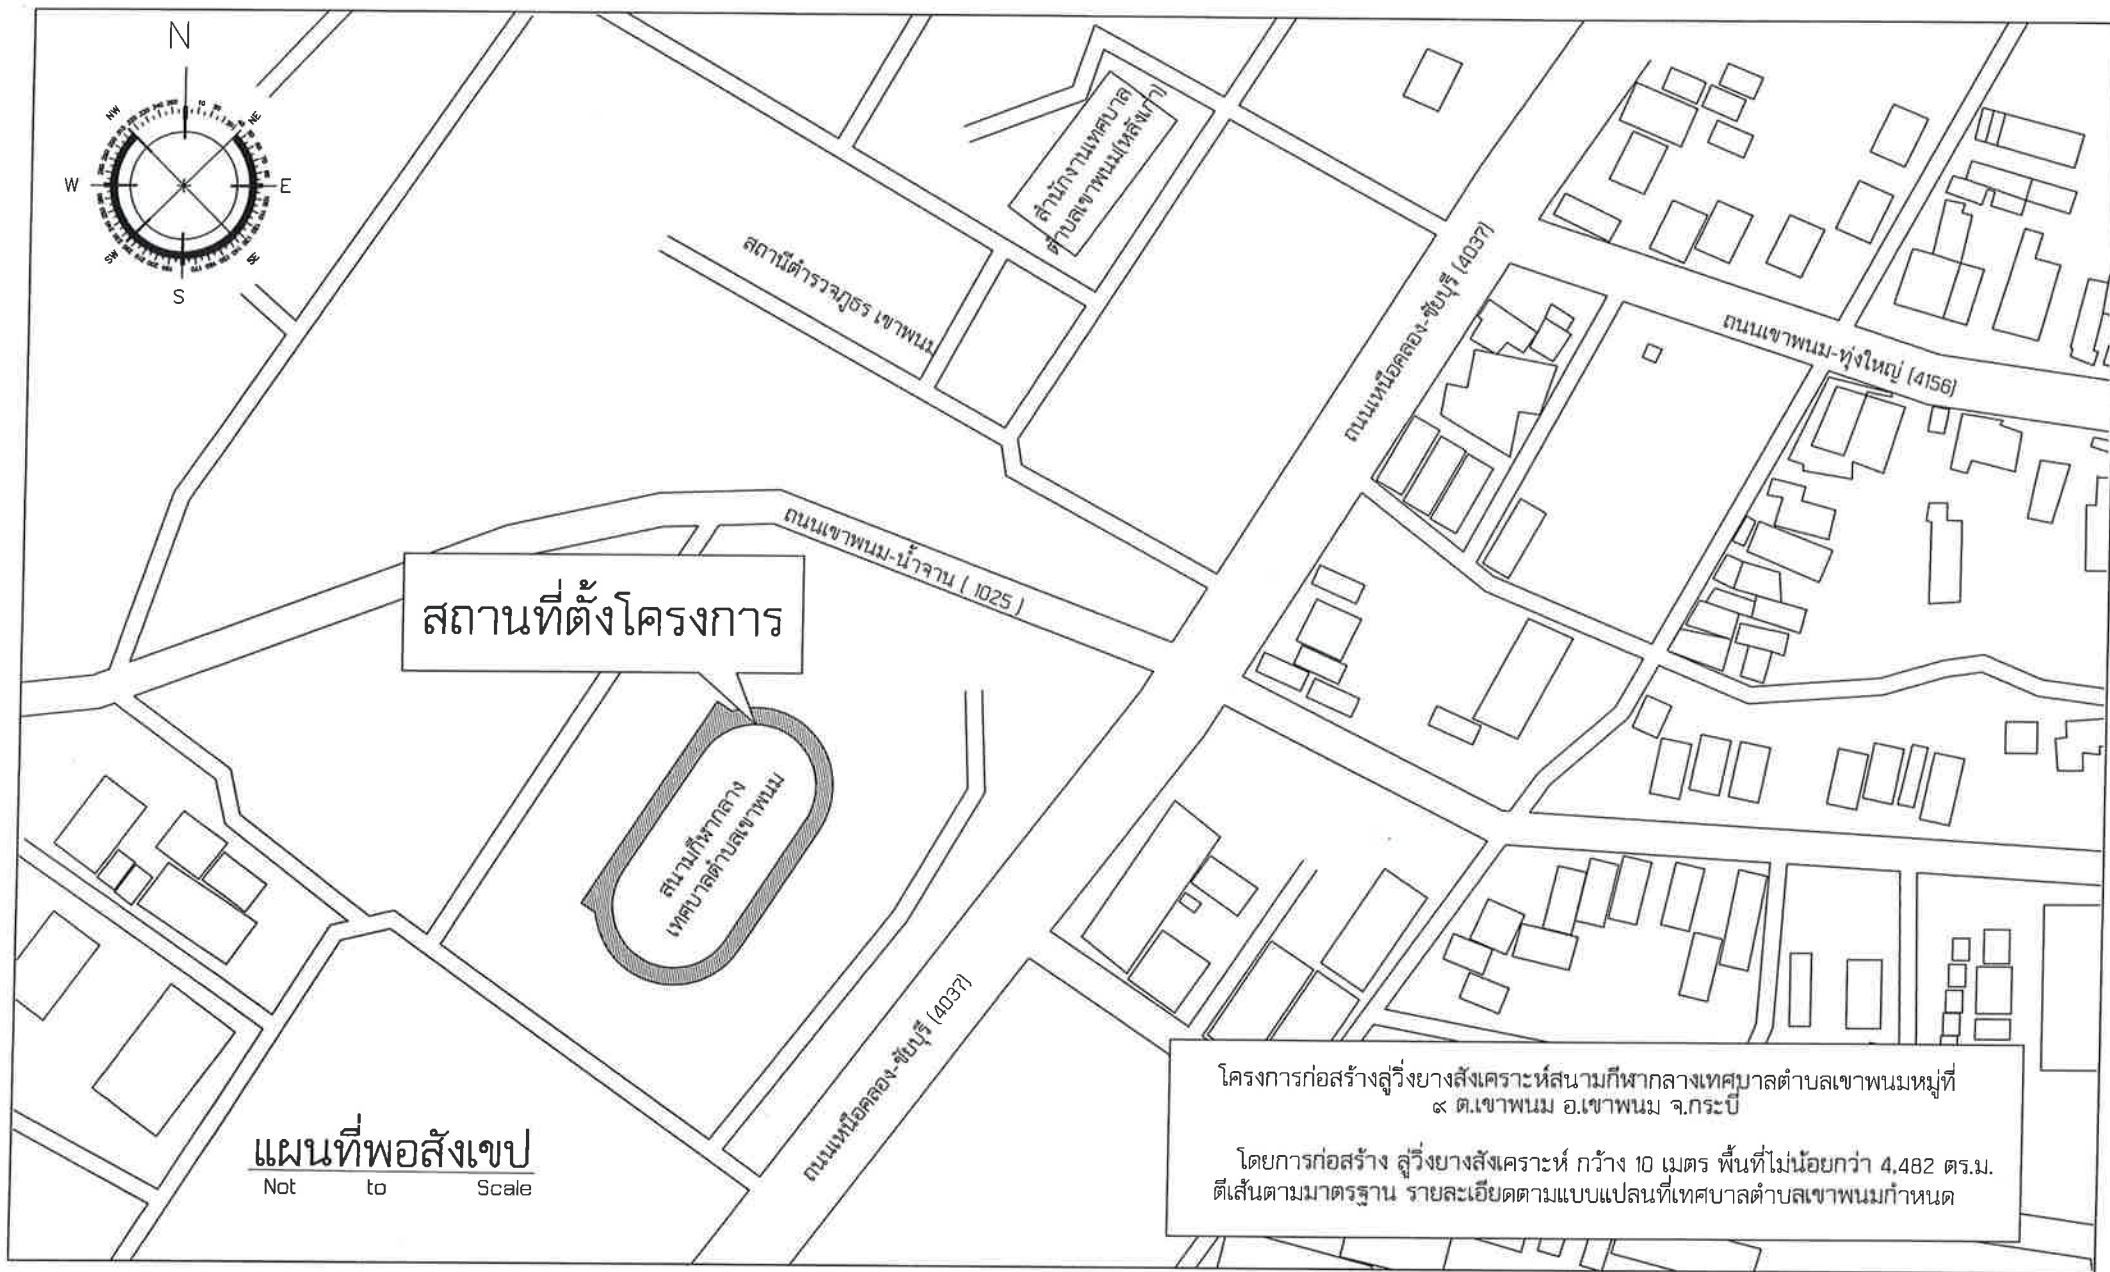 N
NW
NE
W
E
SW
SE
S
สำนักงานเทศบาล
ตำบลเขาพนม(หลังเก่า)
สถานีตำรวจภูธร เขาพนม
ถนนเหนือคลอง-ชัยบุรี (4037)
ถนนเขาพนม-ทุ่งใหญ่ (4156)
ถนนเขาพนม-น้ำจาน ( 1025 )
สถานที่ตั้งโครงการ
สนามกีฬากลาง
เทศบาลตำบลเขาพนม
ถนนเหนือคลอง-ชัยบุรี (4037)
แผนที่พอสังเขป
Not to Scale
โครงการก่อสร้างลู่วิ่งยางสังเคราะห์สนามกีฬากลางเทศบาลตำบลเขาพนมหมู่ที่
๙ ต.เขาพนม อ.เขาพนม จ.กระบี่
โดยการก่อสร้าง ลู่วิ่งยางสังเคราะห์ กว้าง 10 เมตร พื้นที่ไม่น้อยกว่า 4,482 ตร.ม.
ตีเส้นตามมาตรฐาน รายละเอียดตามแบบแปลนที่เทศบาลตำบลเขาพนมกำหนด